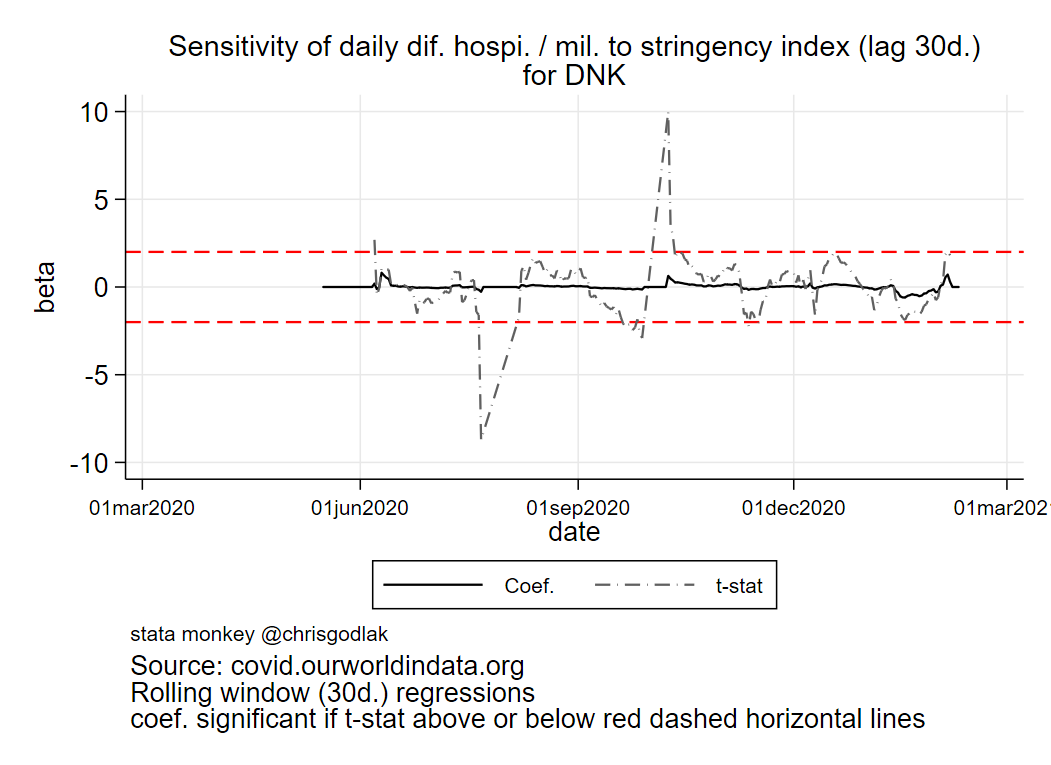 Sensitivity of daily dif. hospi. / mil. to stringency index (lag 30d.)
for DNK
10
5
0
-5
-10
beta
01mar2020
01jun2020
01sep2020
01dec2020
01mar202
date
Coef.
t-stat
stata monkey @chrisgodlak
Source: covid.ourworldindata.org
Rolling window (30d.) regressions
coef. significant if t-stat above or below red dashed horizontal lines